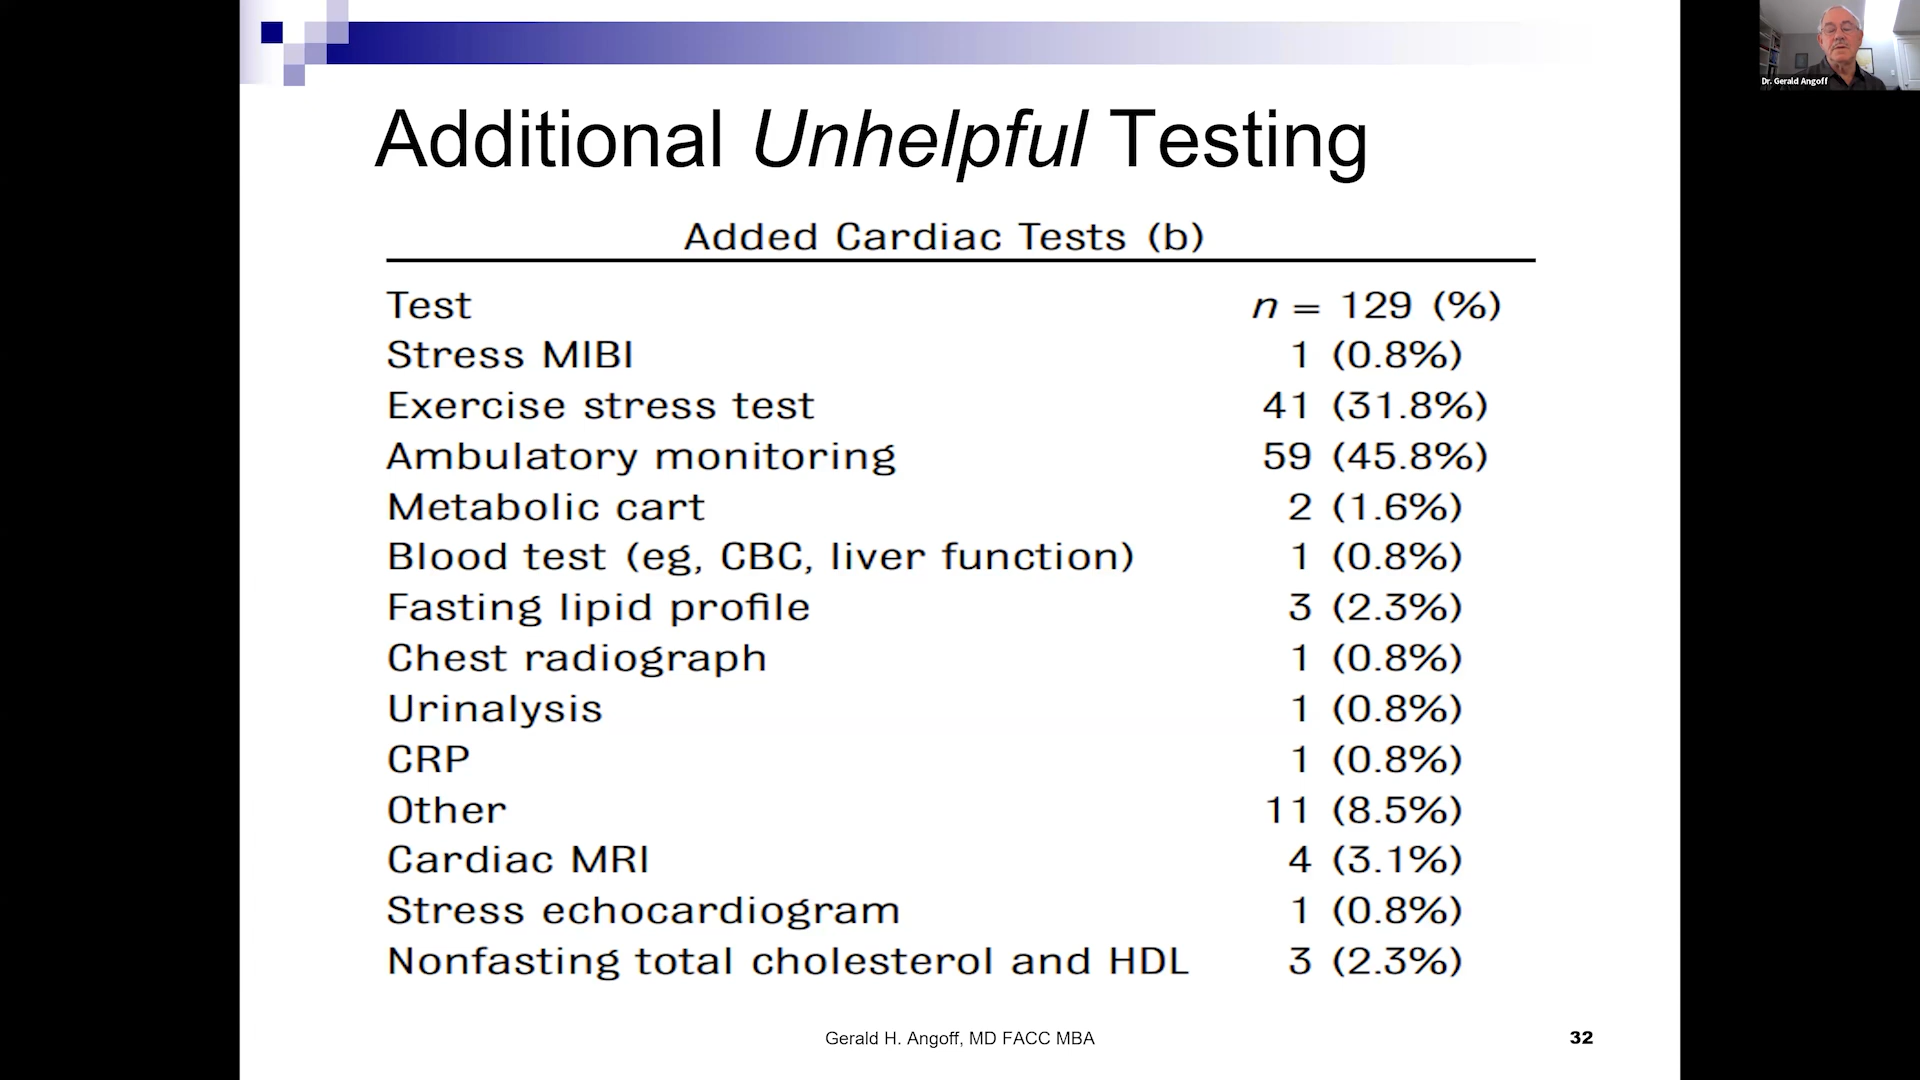 Additional Unhelpful Testing
Added Cardiac Tests (b)
Test n = 129 (%)
Stress MIBI 1 (0.8%)
Exercise stress test 41 (31.8%)
Ambulatory monitoring 59 (45.8%)
Metabolic cart 2 (1.6%)
Blood test (eg, CBC, liver function) 1 (0.8%)
Fasting lipid profile 3 (2.3%)
Chest radiograph 1 (0.8%)
Urinalysis 1 (0.8%)
CRP 1 (0.8%)
Other 11 (8.5%)
Cardiac MRI 4 (3.1%)
Stress echocardiogram 1 (0.8%)
Nonfasting total cholesterol and HDL 3 (2.3%)
Gerald H. Angoff, MD FACC MBA 32
Dr. Gerald Angoff